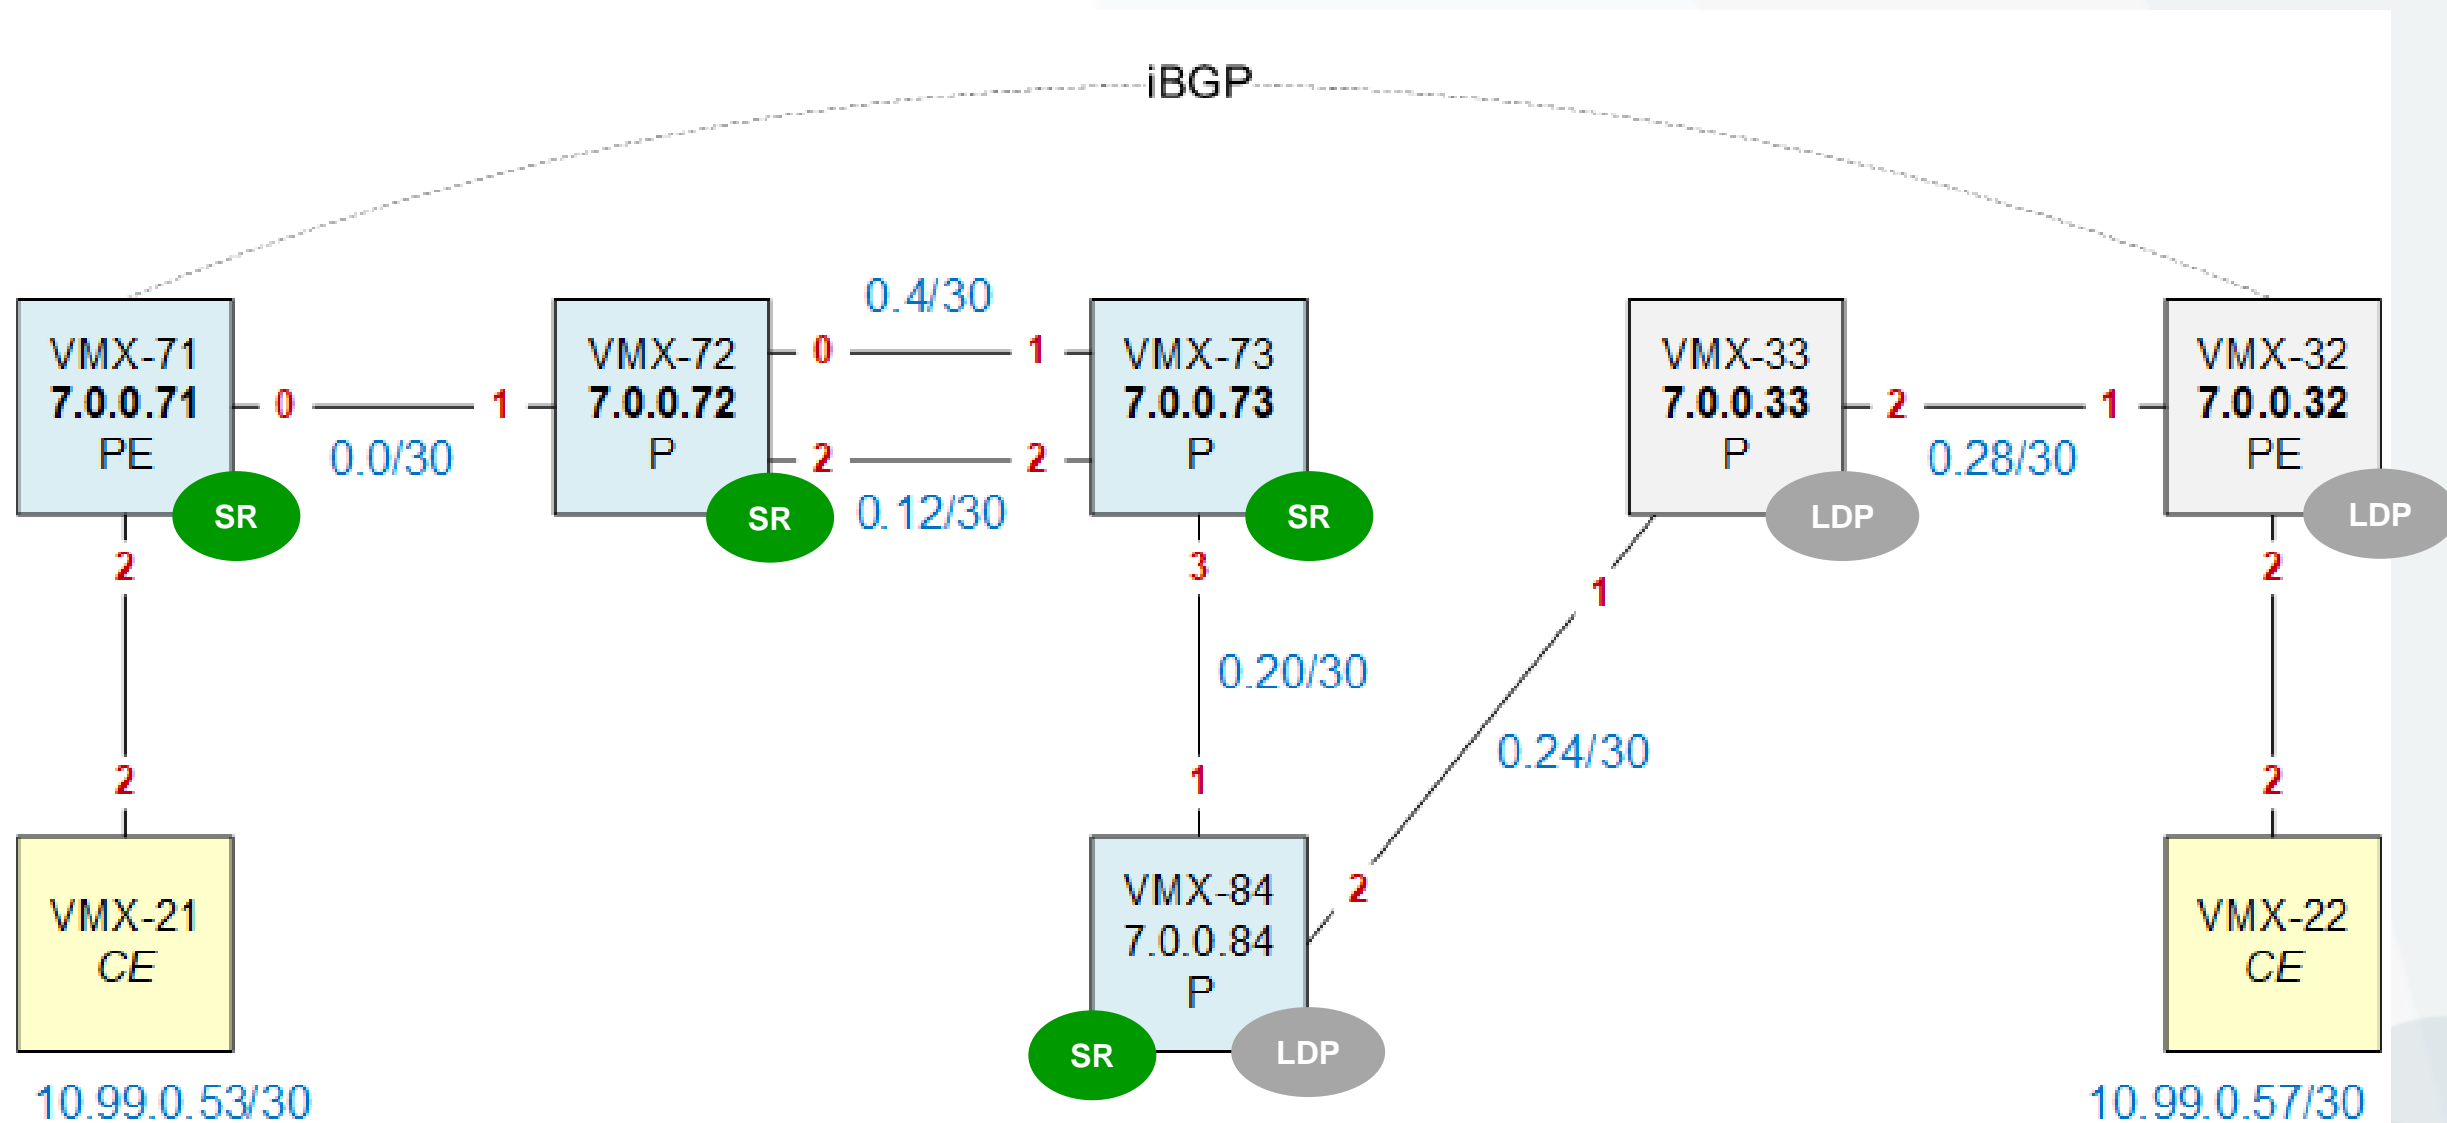 iBGP
0.4/30
VMX-71
7.0.0.71
PE
SR
0
1
0.0/30
VMX-72
7.0.0.72
P
SR
0
1
2
2
0.12/30
VMX-73
7.0.0.73
P
SR
VMX-33
7.0.0.33
P
LDP
2
1
0.28/30
VMX-32
7.0.0.32
PE
LDP
2
3
1
2
0.20/30
0.24/30
2
1
2
2
VMX-21
CE
VMX-84
7.0.0.84
P
SR
LDP
VMX-22
CE
10.99.0.53/30
10.99.0.57/30